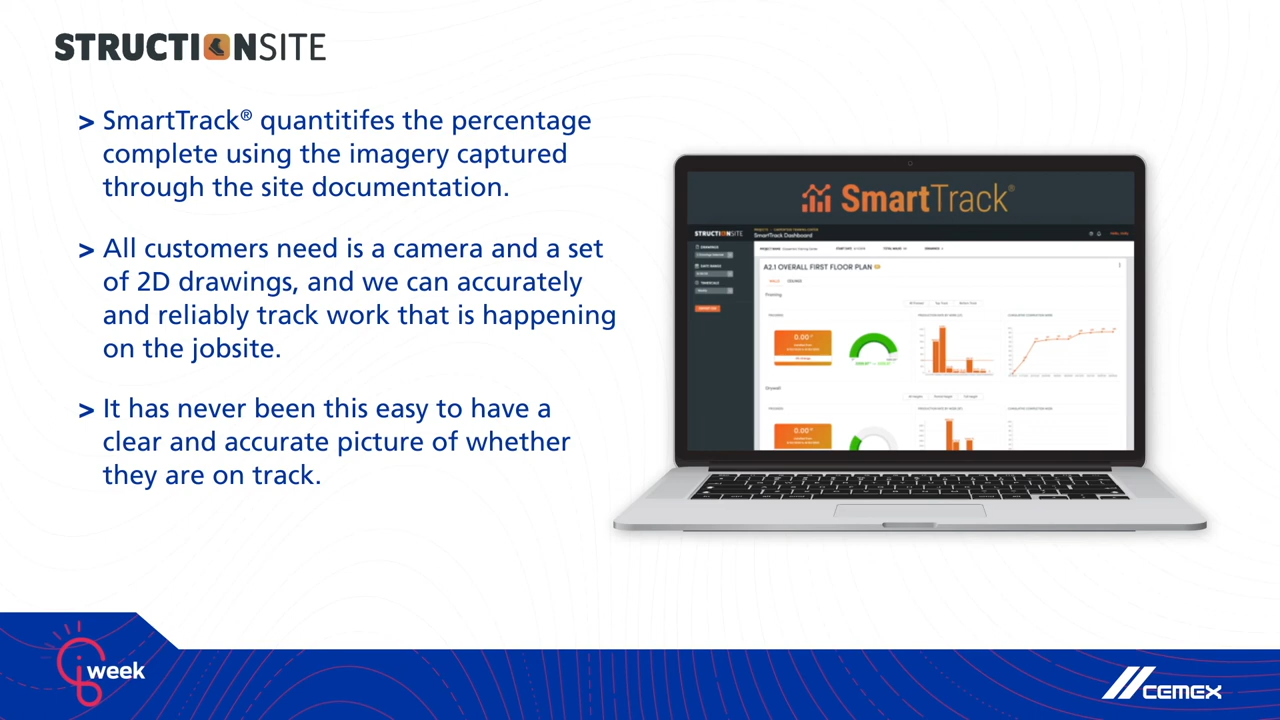 STRUCTIONSITE
> SmartTrack® quantitifes the percentage
complete using the imagery captured
through the site documentation.
> All customers need is a camera and a set
of 2D drawings, and we can accurately
and reliably track work that is happening
on the jobsite.
> It has never been this easy to have a
clear and accurate picture of whether
they are on track.
SmartTrack®
STRUCTIONSITE
SmartTrack Dashboard
A2.1 OVERALL FIRST FLOOR PLAN
Framing
0.00
Drywall
0.00
i week
CEMEX